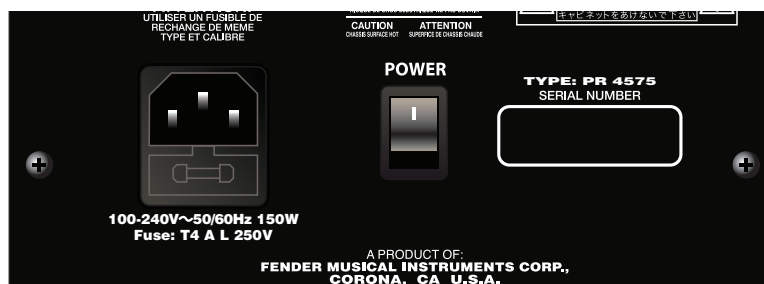 UTILISER UN FUSIBLE DE
RECHANGE DE MEME
TYPE ET CALIBRE
CAUTION
CHASSIS SURFACE HOT
ATTENTION
SUPERFICE DE CHASSIS CHAUDE
キャビネットをあけないで下さい
POWER
TYPE: PR 4575
SERIAL NUMBER
100-240V～50/60Hz 150W
Fuse: T4 A L 250V
A PRODUCT OF:
FENDER MUSICAL INSTRUMENTS CORP.,
CORONA, CA U.S.A.